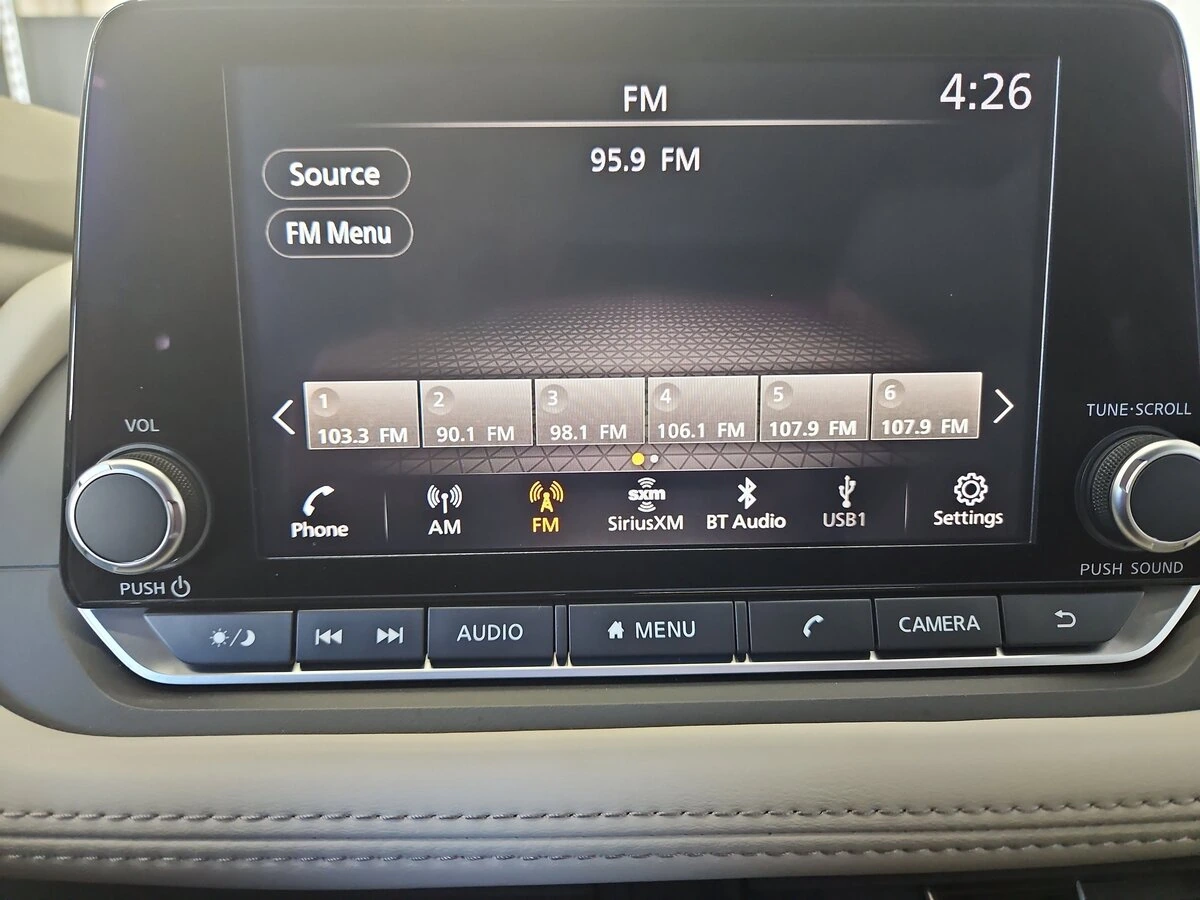 FM
4:26
95.9 FM
Source
FM Menu
1
2
3
4
5
6
103.3 FM
90.1 FM
98.1 FM
106.1 FM
107.9 FM
107.9 FM
sxm
Phone
AM
FM
SiriusXM
BT Audio
USB1
Settings
VOL
PUSH
TUNE·SCROLL
PUSH SOUND
AUDIO
MENU
CAMERA